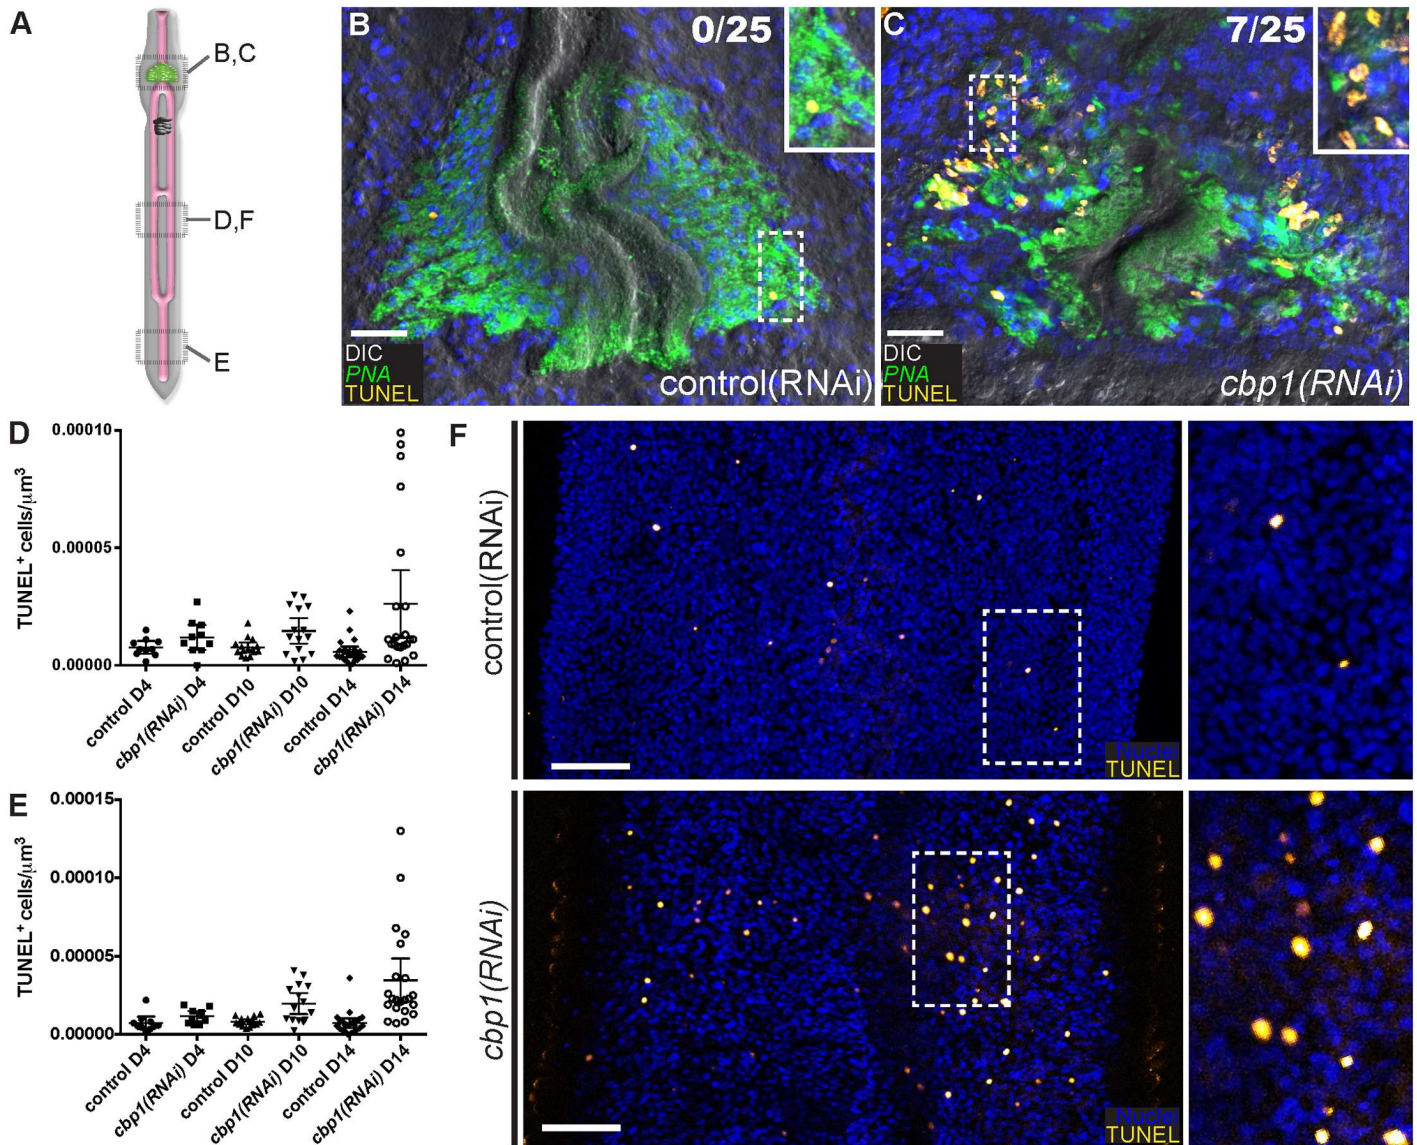 A
B,C
D,F
E
B
0/25
DIC
PNA
TUNEL
control(RNAi)
C
7/25
DIC
PNA
TUNEL
cbp1(RNAi)
D
TUNEL+ cells/μm3
0.00010
0.00005
0.00000
control D4
cbp1(RNAi) D4
control D10
cbp1(RNAi) D10
control D14
cbp1(RNAi) D14
E
TUNEL+ cells/μm3
0.00015
0.00010
0.00005
0.00000
control D4
cbp1(RNAi) D4
control D10
cbp1(RNAi) D10
control D14
cbp1(RNAi) D14
F
control(RNAi)
Nuclei
TUNEL
cbp1(RNAi)
Nuclei
TUNEL